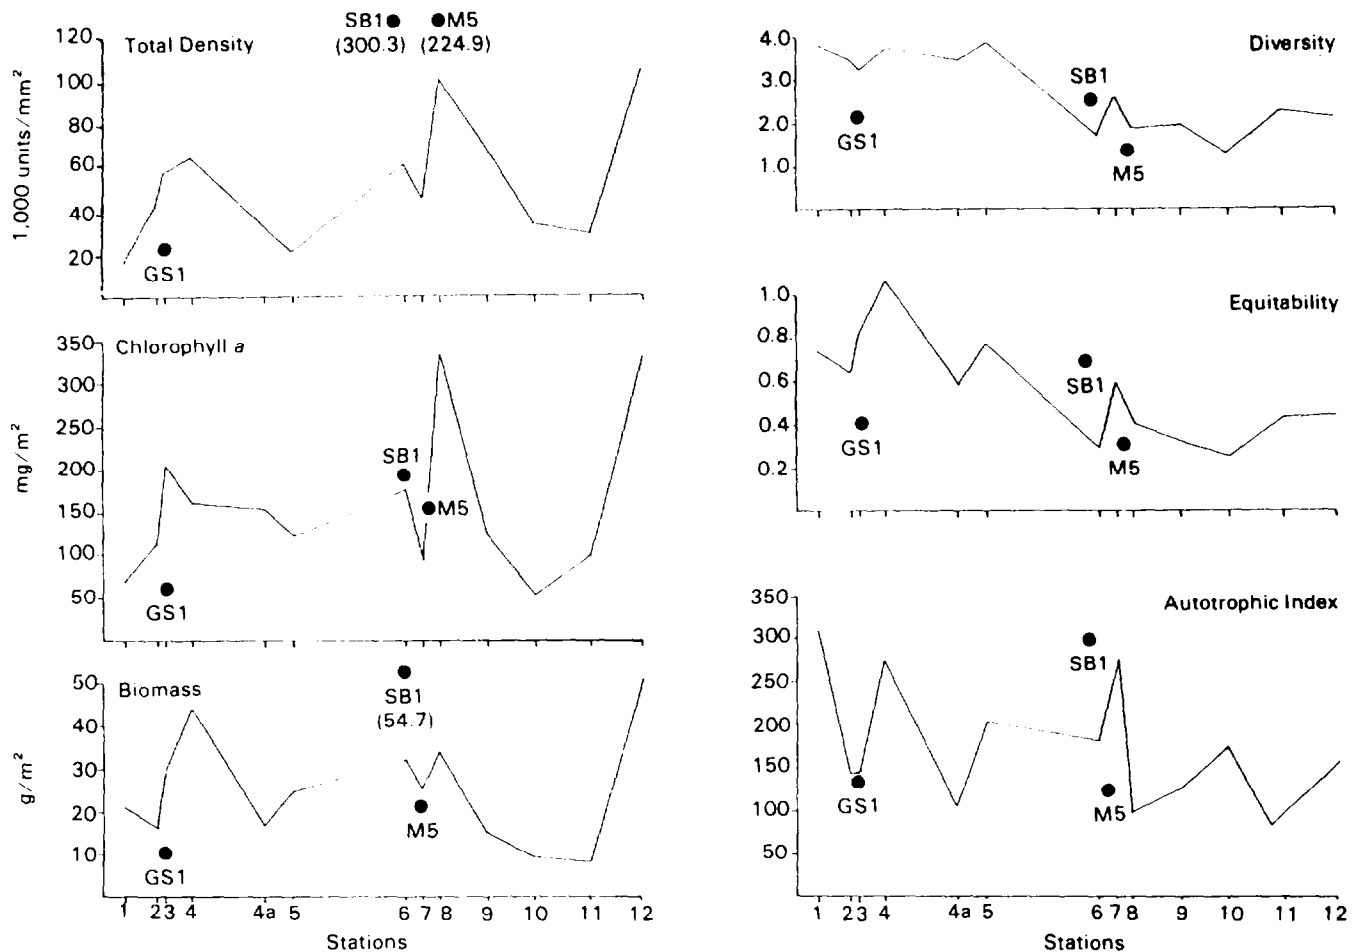 Total Density
SB1
(300.3)
M5
(224.9)
1,000 units/mm²
120
100
80
60
40
20
GS1
Chlorophyll a
mg/m²
350
300
250
200
150
100
50
SB1
M5
GS1
Biomass
g/m²
50
40
30
20
10
SB1
(54.7)
M5
GS1
1 2 3 4 4a 5 6 7 8 9 10 11 12
Stations
Diversity
4.0
3.0
2.0
1.0
SB1
GS1
M5
Equitability
1.0
0.8
0.6
0.4
0.2
SB1
GS1
M5
Autotrophic Index
350
300
250
200
150
100
50
SB1
GS1
M5
1 2 3 4 4a 5 6 7 8 9 10 11 12
Stations